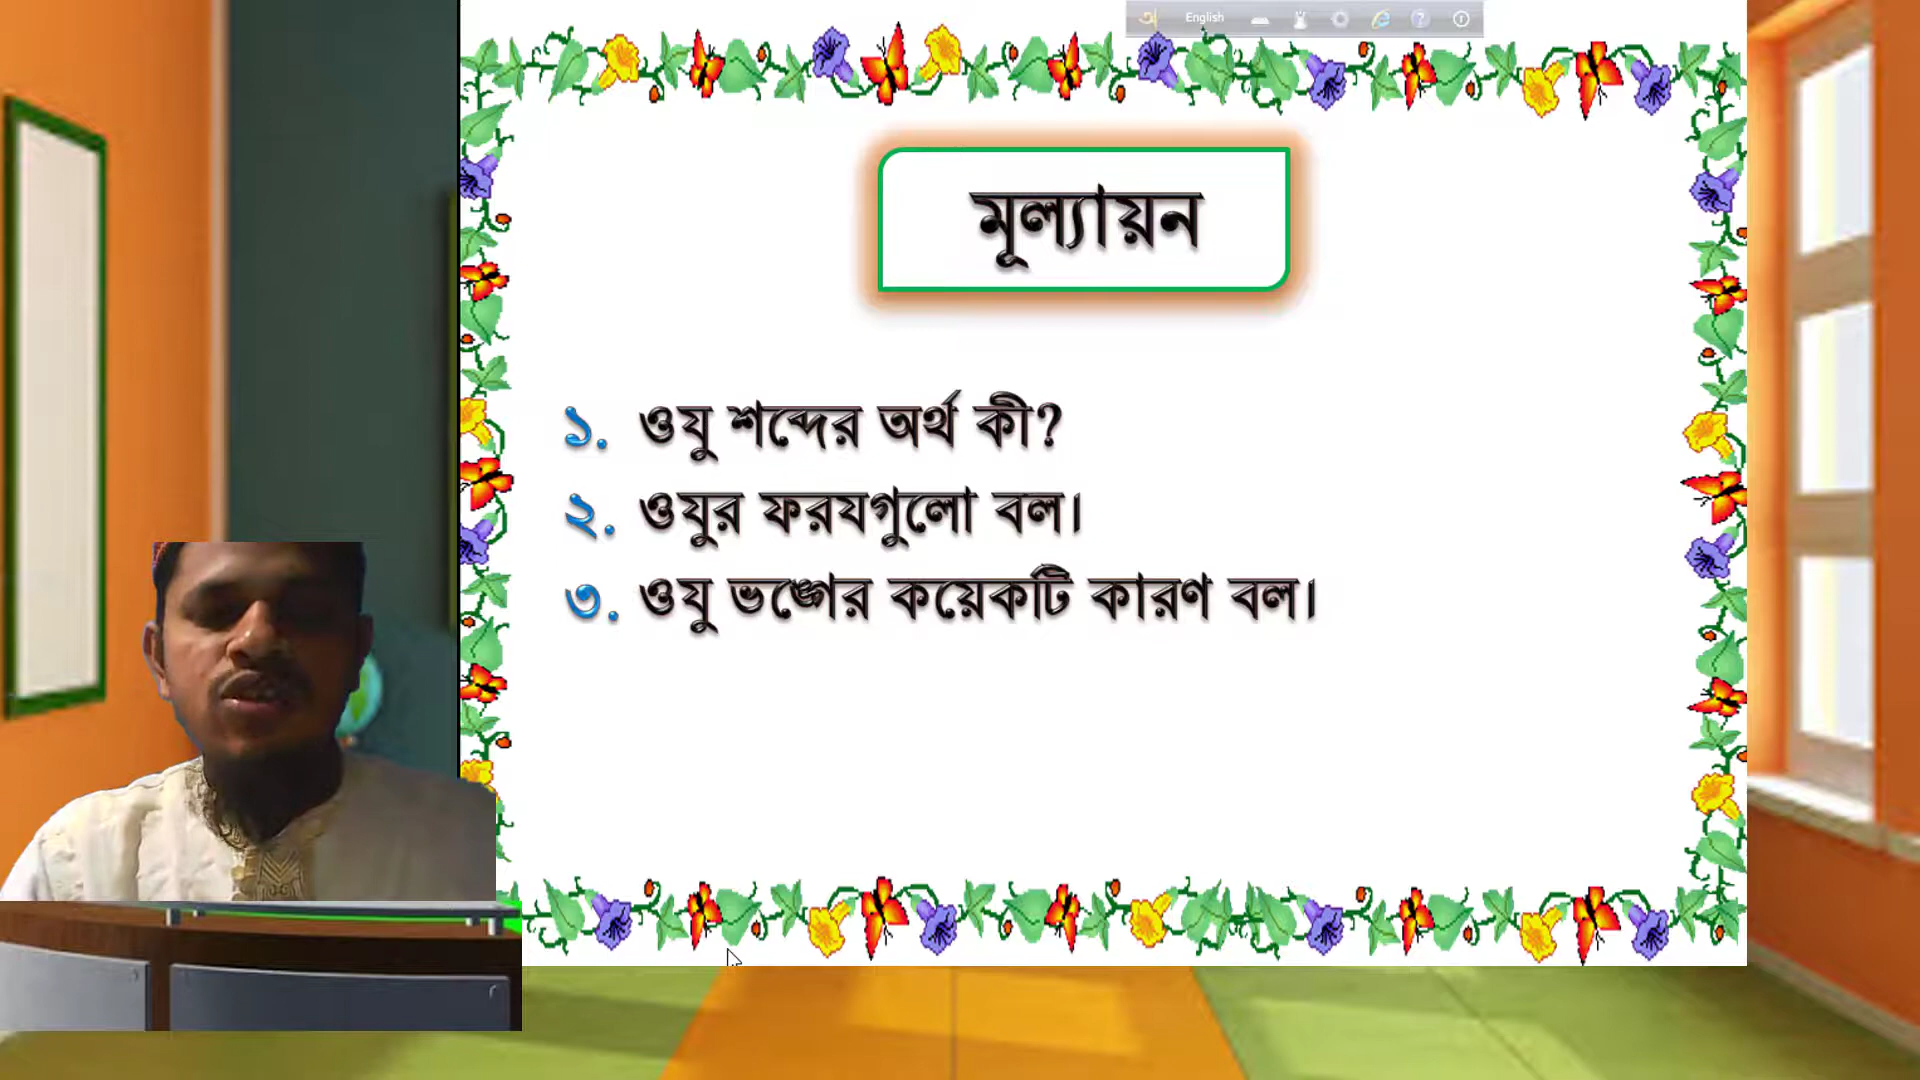 English
মূল্যায়ন
১. ওযু শব্দের অর্থ কী?
২. ওযুর ফরযগুলো বল।
৩. ওযু ভঙ্গের কয়েকটি কারণ বল।